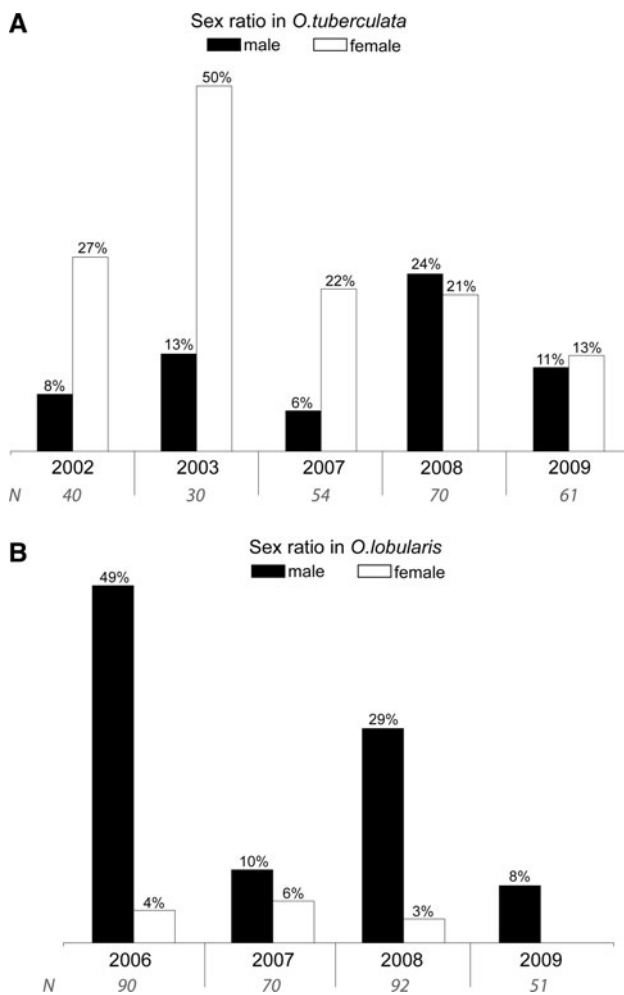 A
Sex ratio in O.tuberculata
male female
50%
27%
24%
22%
21%
13%
13%
11%
8%
6%
2002 2003 2007 2008 2009
N 40 30 54 70 61
B
Sex ratio in O.lobularis
male female
49%
29%
10%
8%
6%
4%
3%
2006 2007 2008 2009
N 90 70 92 51